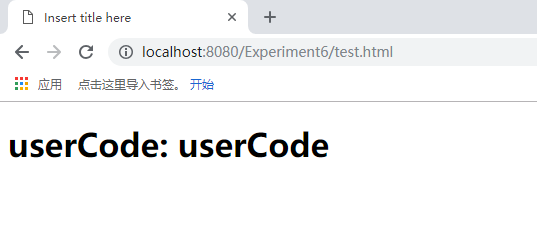 Insert title here
localhost:8080/Experiment6/test.html
应用 点击这里导入书签。 开始
userCode: userCode